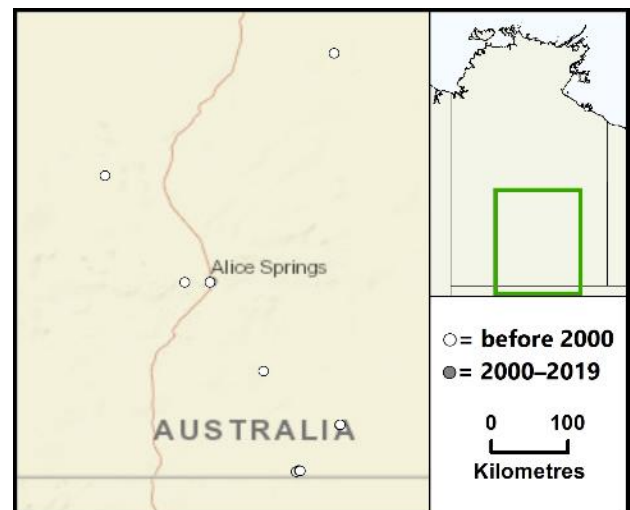 Alice Springs
AUSTRALIA
= before 2000
= 2000–2019
0 100
Kilometres